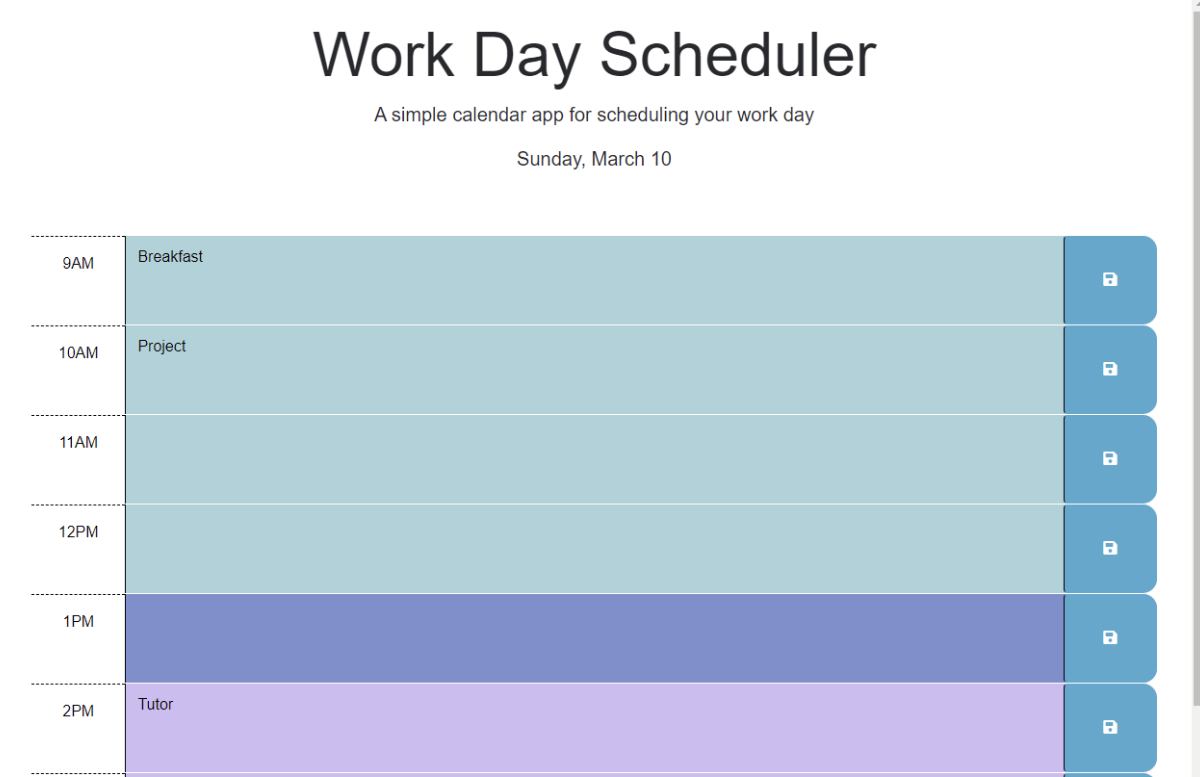 Work Day Scheduler
A simple calendar app for scheduling your work day
Sunday, March 10
9AM
Breakfast
10AM
Project
11AM
12PM
1PM
2PM
Tutor